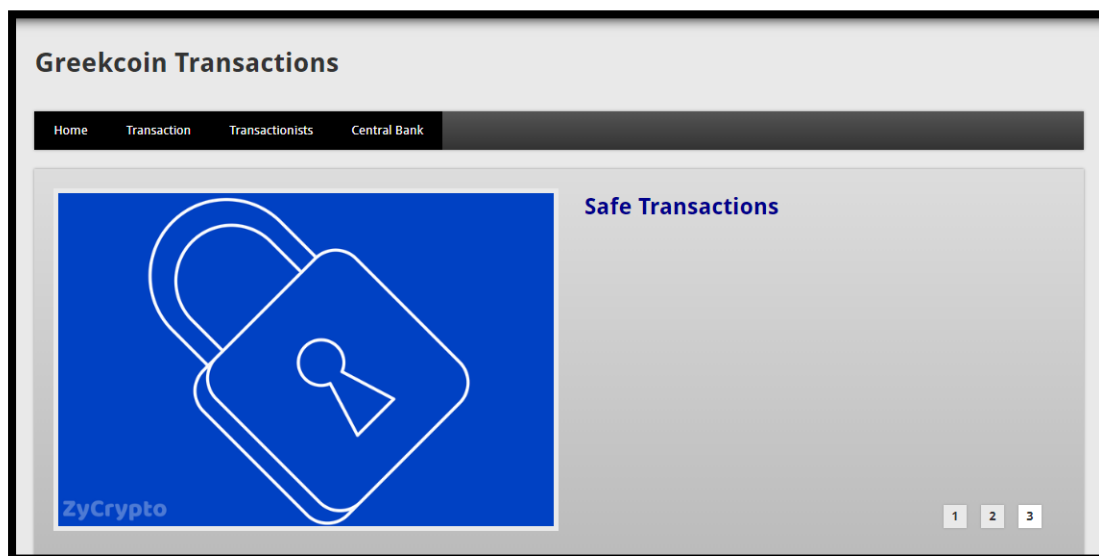 Greekcoin Transactions
Home Transaction Transactionists Central Bank
Safe Transactions
ZyCrypto
1 2 3